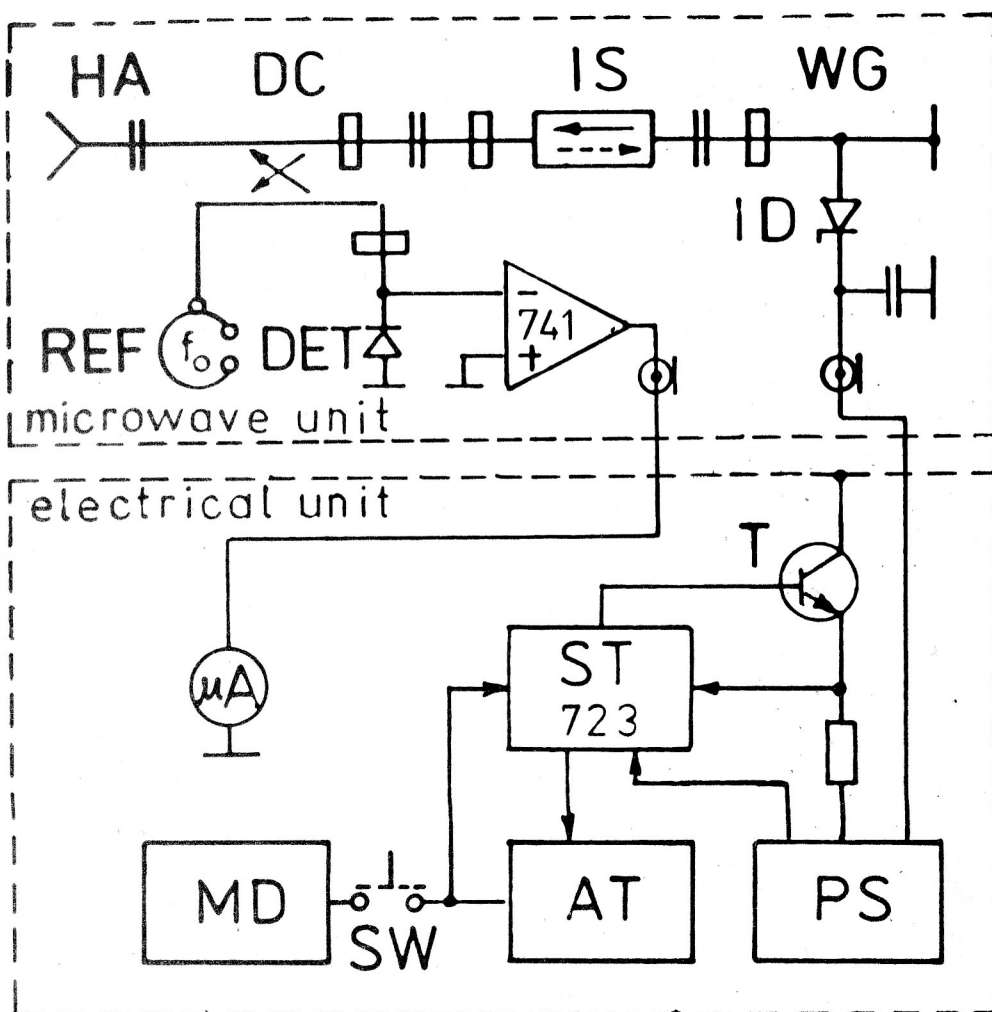 HA DC IS WG
ID
−
741
+
REF f₀ DET
microwave unit
electrical unit
T
ST
723
μA
MD SW AT PS